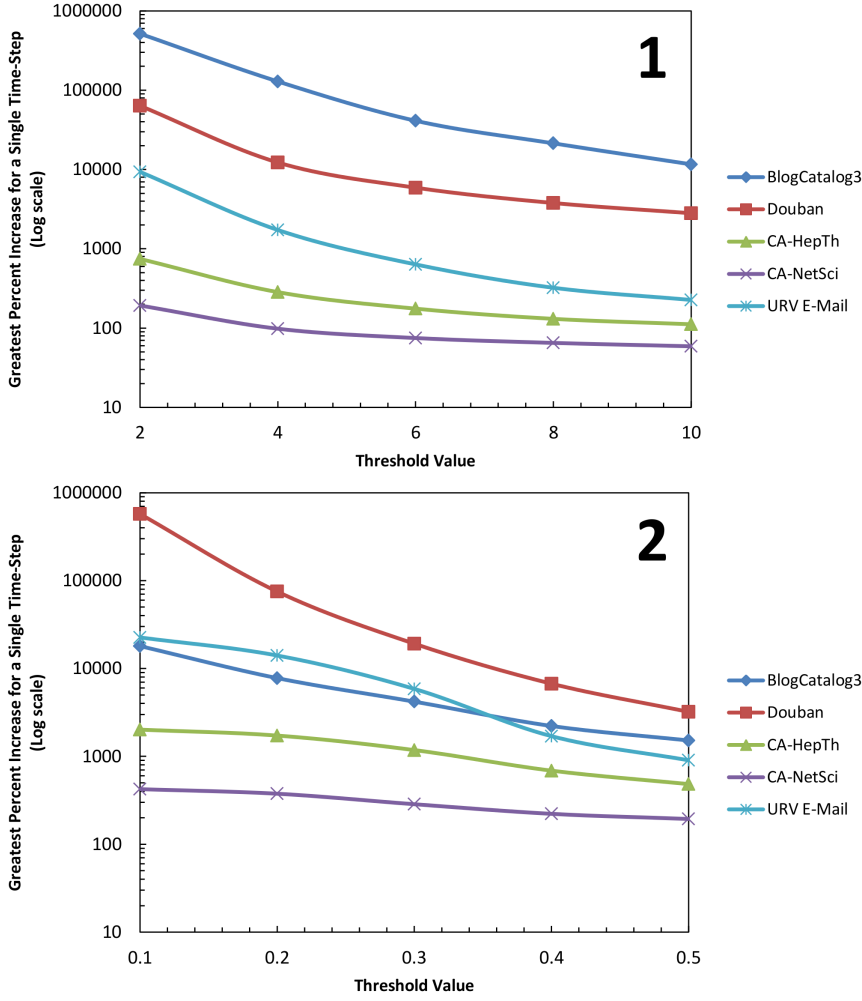 Greatest Percent Increase for a Single Time-Step
(Log scale)
1000000
100000
10000
1000
100
10
2
4
6
8
10
Threshold Value
1
BlogCatalog3
Douban
CA-HepTh
CA-NetSci
URV E-Mail
Greatest Percent Increase for a Single Time-Step
(Log scale)
1000000
100000
10000
1000
100
10
0.1
0.2
0.3
0.4
0.5
Threshold Value
2
BlogCatalog3
Douban
CA-HepTh
CA-NetSci
URV E-Mail